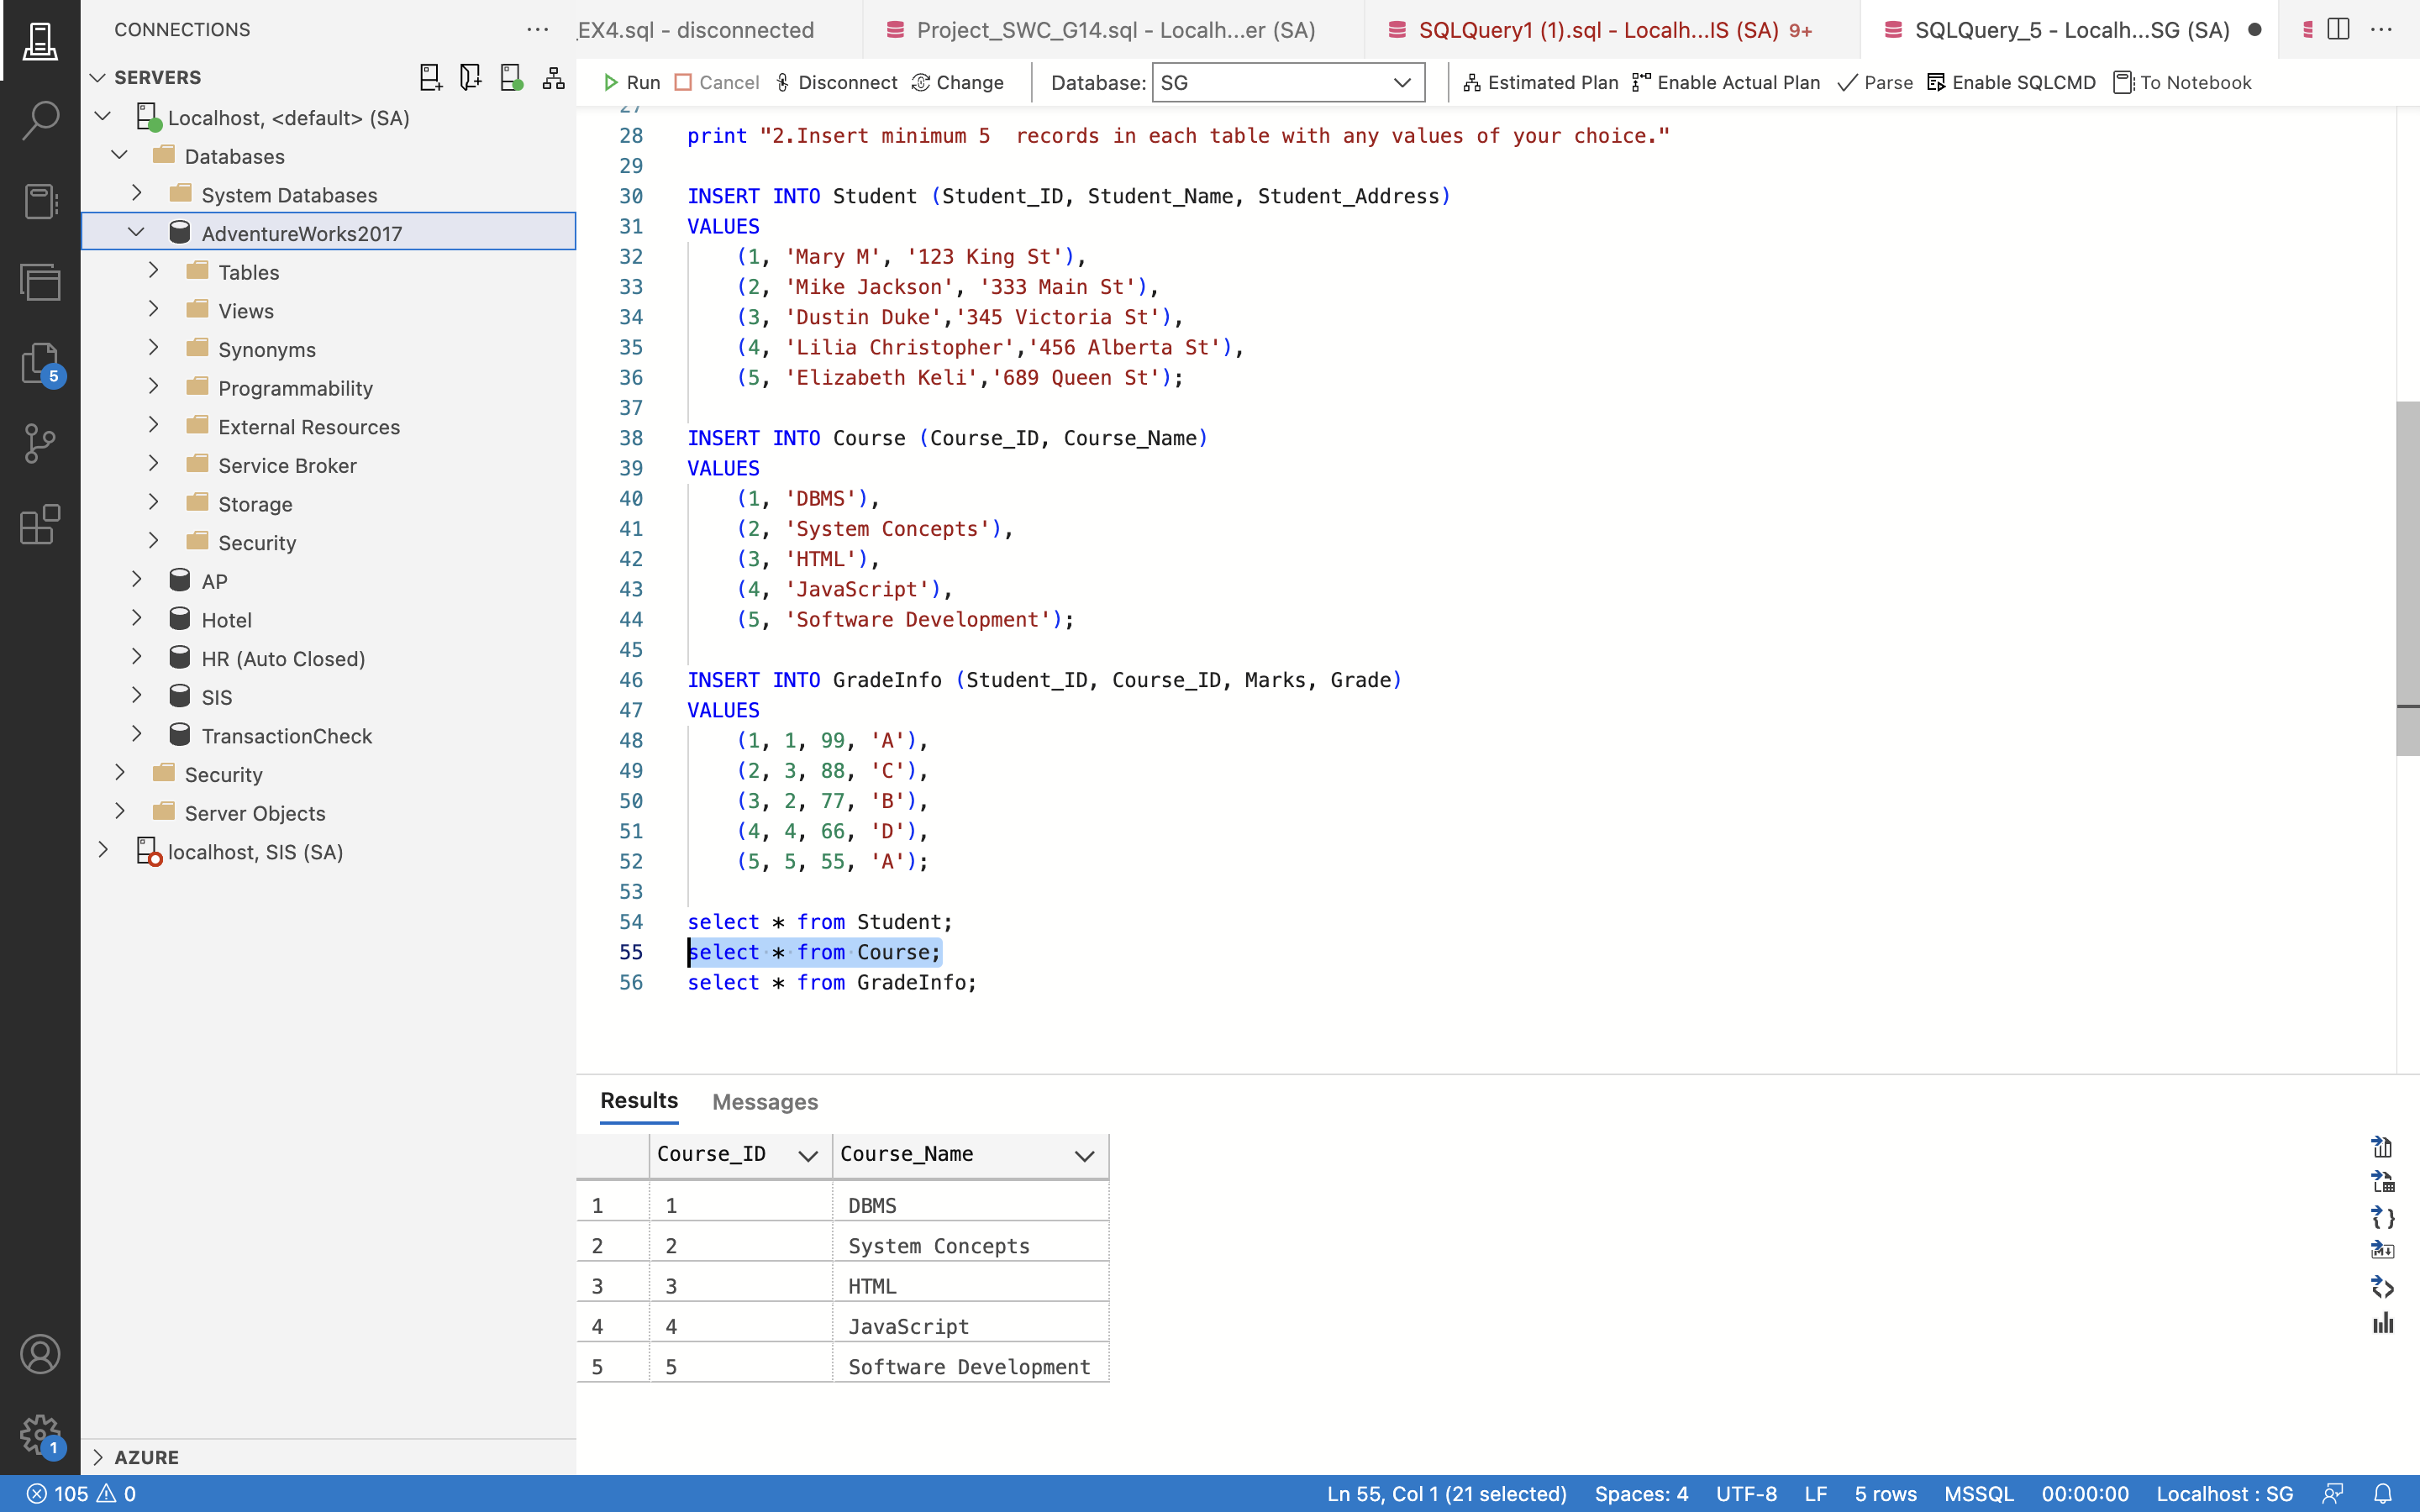 CONNECTIONS
SERVERS
Localhost, <default> (SA)
Databases
System Databases
AdventureWorks2017
Tables
Views
Synonyms
Programmability
External Resources
Service Broker
Storage
Security
AP
Hotel
HR (Auto Closed)
SIS
TransactionCheck
Security
Server Objects
localhost, SIS (SA)
AZURE
5
1
_EX4.sql - disconnected
Project_SWC_G14.sql - Localh...er (SA)
SQLQuery1 (1).sql - Localh...IS (SA) 9+
SQLQuery_5 - Localh...SG (SA)
Run Cancel Disconnect Change Database: SG Estimated Plan Enable Actual Plan Parse Enable SQLCMD To Notebook
27
28 print "2.Insert minimum 5  records in each table with any values of your choice."
29
30 INSERT INTO Student (Student_ID, Student_Name, Student_Address)
31 VALUES
32 (1, 'Mary M', '123 King St'),
33 (2, 'Mike Jackson', '333 Main St'),
34 (3, 'Dustin Duke','345 Victoria St'),
35 (4, 'Lilia Christopher','456 Alberta St'),
36 (5, 'Elizabeth Keli','689 Queen St');
37
38 INSERT INTO Course (Course_ID, Course_Name)
39 VALUES
40 (1, 'DBMS'),
41 (2, 'System Concepts'),
42 (3, 'HTML'),
43 (4, 'JavaScript'),
44 (5, 'Software Development');
45
46 INSERT INTO GradeInfo (Student_ID, Course_ID, Marks, Grade)
47 VALUES
48 (1, 1, 99, 'A'),
49 (2, 3, 88, 'C'),
50 (3, 2, 77, 'B'),
51 (4, 4, 66, 'D'),
52 (5, 5, 55, 'A');
53
54 select * from Student;
55 select * from Course;
56 select * from GradeInfo;
Results Messages
Course_ID Course_Name
1 1 DBMS
2 2 System Concepts
3 3 HTML
4 4 JavaScript
5 5 Software Development
105 0 Ln 55, Col 1 (21 selected) Spaces: 4 UTF-8 LF 5 rows MSSQL 00:00:00 Localhost : SG